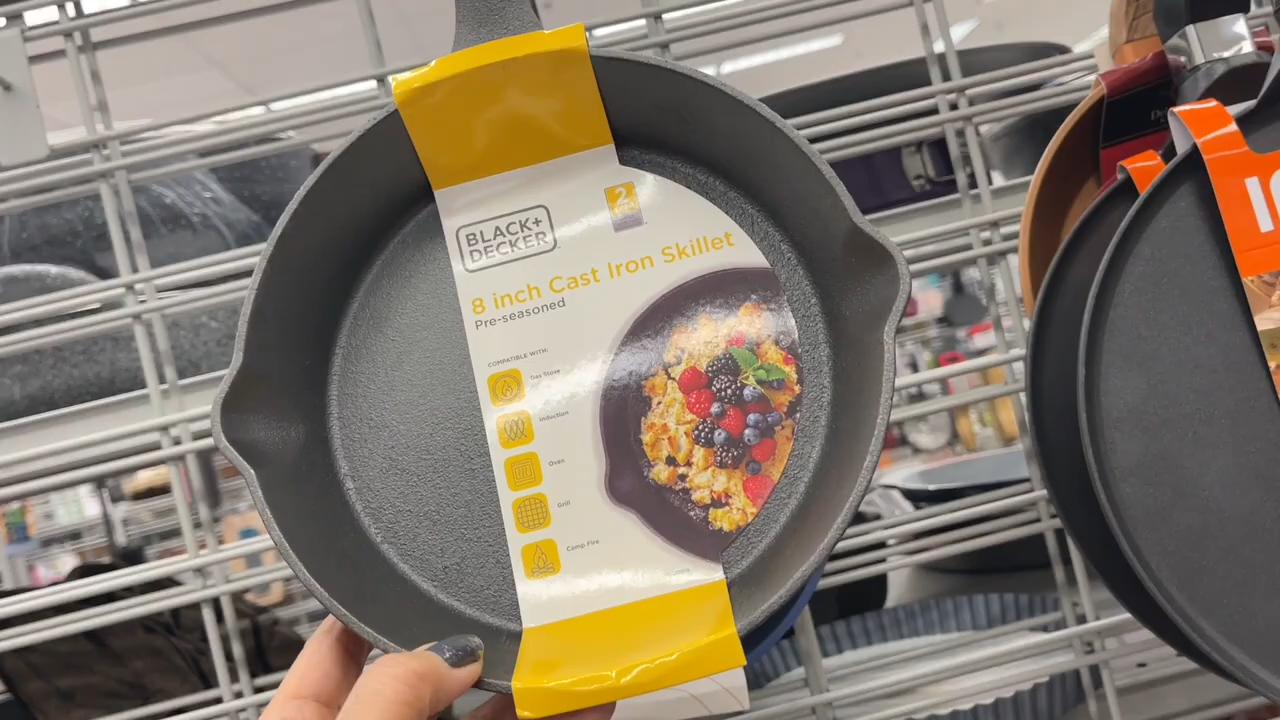 2
BLACK+
DECKER
8 inch Cast Iron Skillet
Pre-seasoned
COMPATIBLE WITH:
Gas Stove
Induction
Oven
Grill
Camp Fire